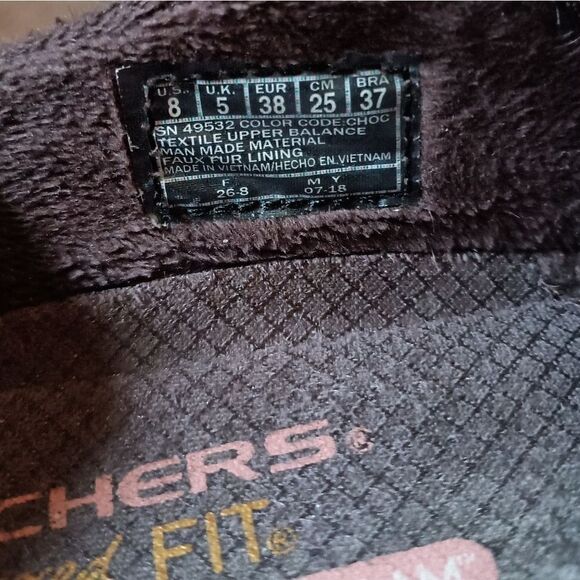 U.S. U.K. EUR CM BRA
8 5 38 25 37
SN 49532 COLOR CODE:CHOC
TEXTILE UPPER BALANCE
MAN MADE MATERIAL
FAUX FUR LINING
MADE IN VIETNAM/HECHO EN VIETNAM
F M Y
26-8 07-18
CHERS®
FIT®